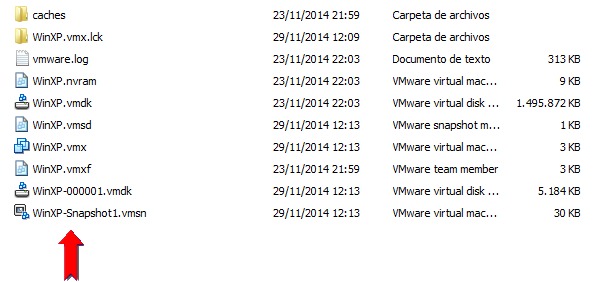 caches 23/11/2014 21:59 Carpeta de archivos
WinXP.vmx.lck 29/11/2014 12:09 Carpeta de archivos
vmware.log 23/11/2014 22:03 Documento de texto 313 KB
WinXP.nvram 23/11/2014 22:03 VMware virtual mac... 9 KB
WinXP.vmdk 23/11/2014 22:03 VMware virtual disk ... 1.495.872 KB
WinXP.vmsd 29/11/2014 12:13 VMware snapshot m... 1 KB
WinXP.vmx 29/11/2014 12:13 VMware virtual mac... 3 KB
WinXP.vmxf 23/11/2014 21:59 VMware team member 3 KB
WinXP-000001.vmdk 29/11/2014 12:13 VMware virtual disk ... 5.184 KB
WinXP-Snapshot1.vmsn 29/11/2014 12:13 VMware virtual mac... 30 KB